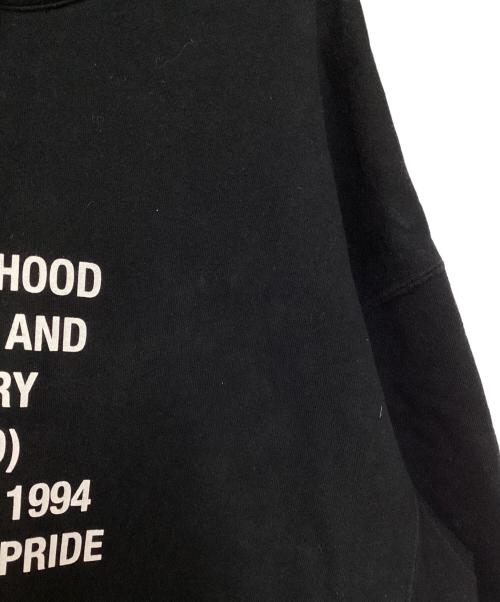 HOOD
AND
RY
)
1994
PRIDE